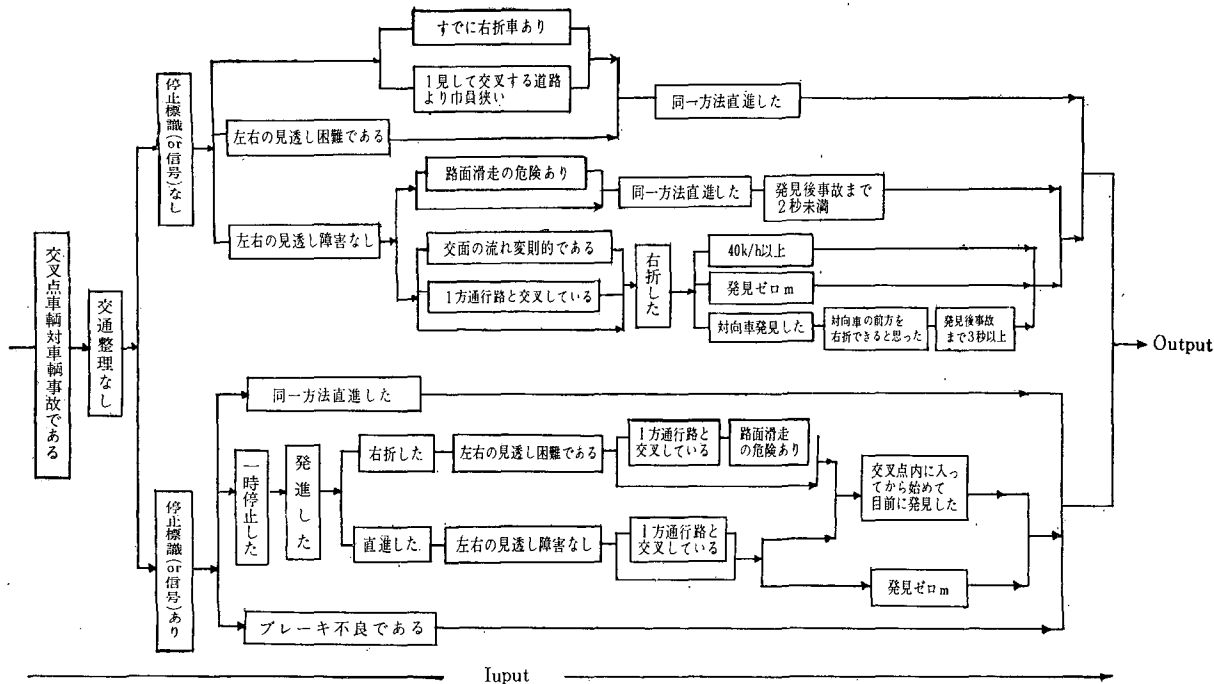 交叉点車輌対車輌事故である
交通整理なし
停止標識(or信号)なし
すでに右折車あり
1見して交叉する道路
より巾員狭い
左右の見透し困難である
同一方法直進した
左右の見透し障害なし
路面滑走の危険あり
同一方法直進した
発見後事故まで
2秒未満
交面の流れ変則的である
1方通行路と交叉している
右折した
40k/h以上
発見ゼロm
対向車発見した
対向車の前方を
右折できると思った
発見後事故
まで3秒以上
Output
停止標識(or信号)あり
同一方法直進した
一時停止した
発進した
右折した
左右の見透し困難である
1方通行路と
交叉している
路面滑走
の危険あり
直進した.
左右の見透し障害なし
1方通行路と
交叉している
交叉点内に入っ
てから始めて
目前に発見した
発見ゼロm
ブレーキ不良である
Iuput